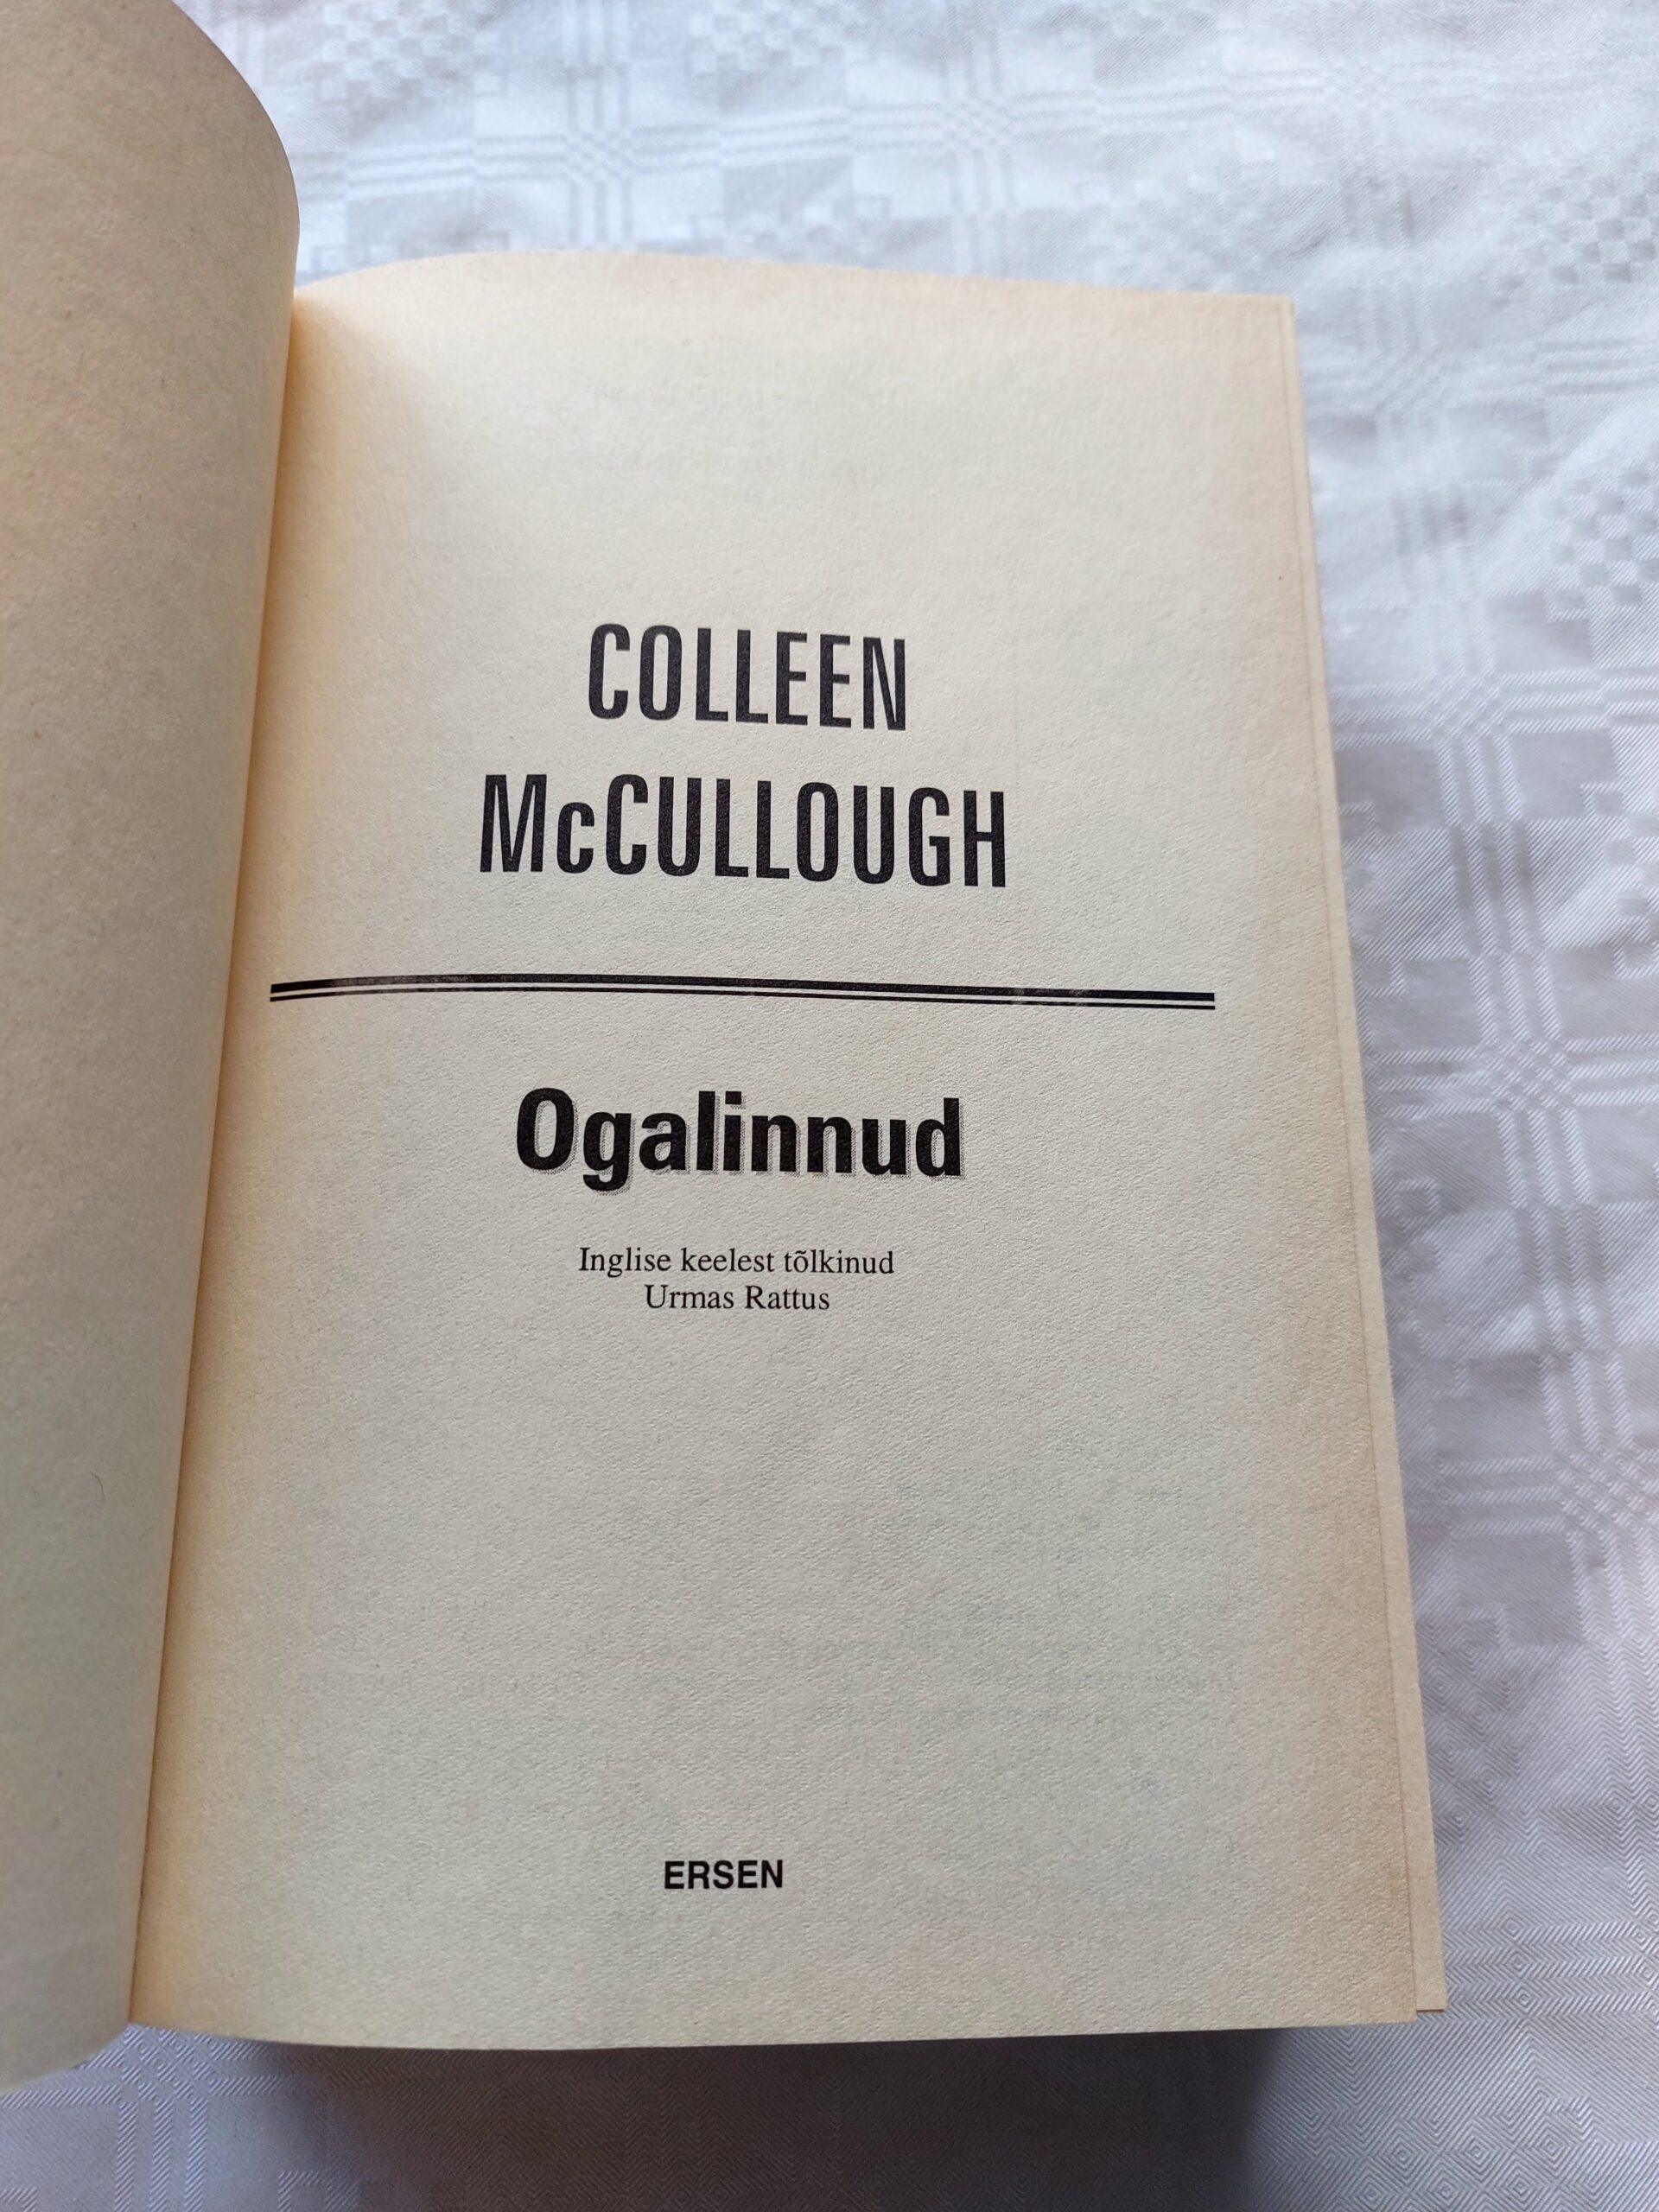 COLLEEN
McCULLOUGH
Ogalinnud
Inglise keelest tõlkinud
Urmas Rattus
ERSEN